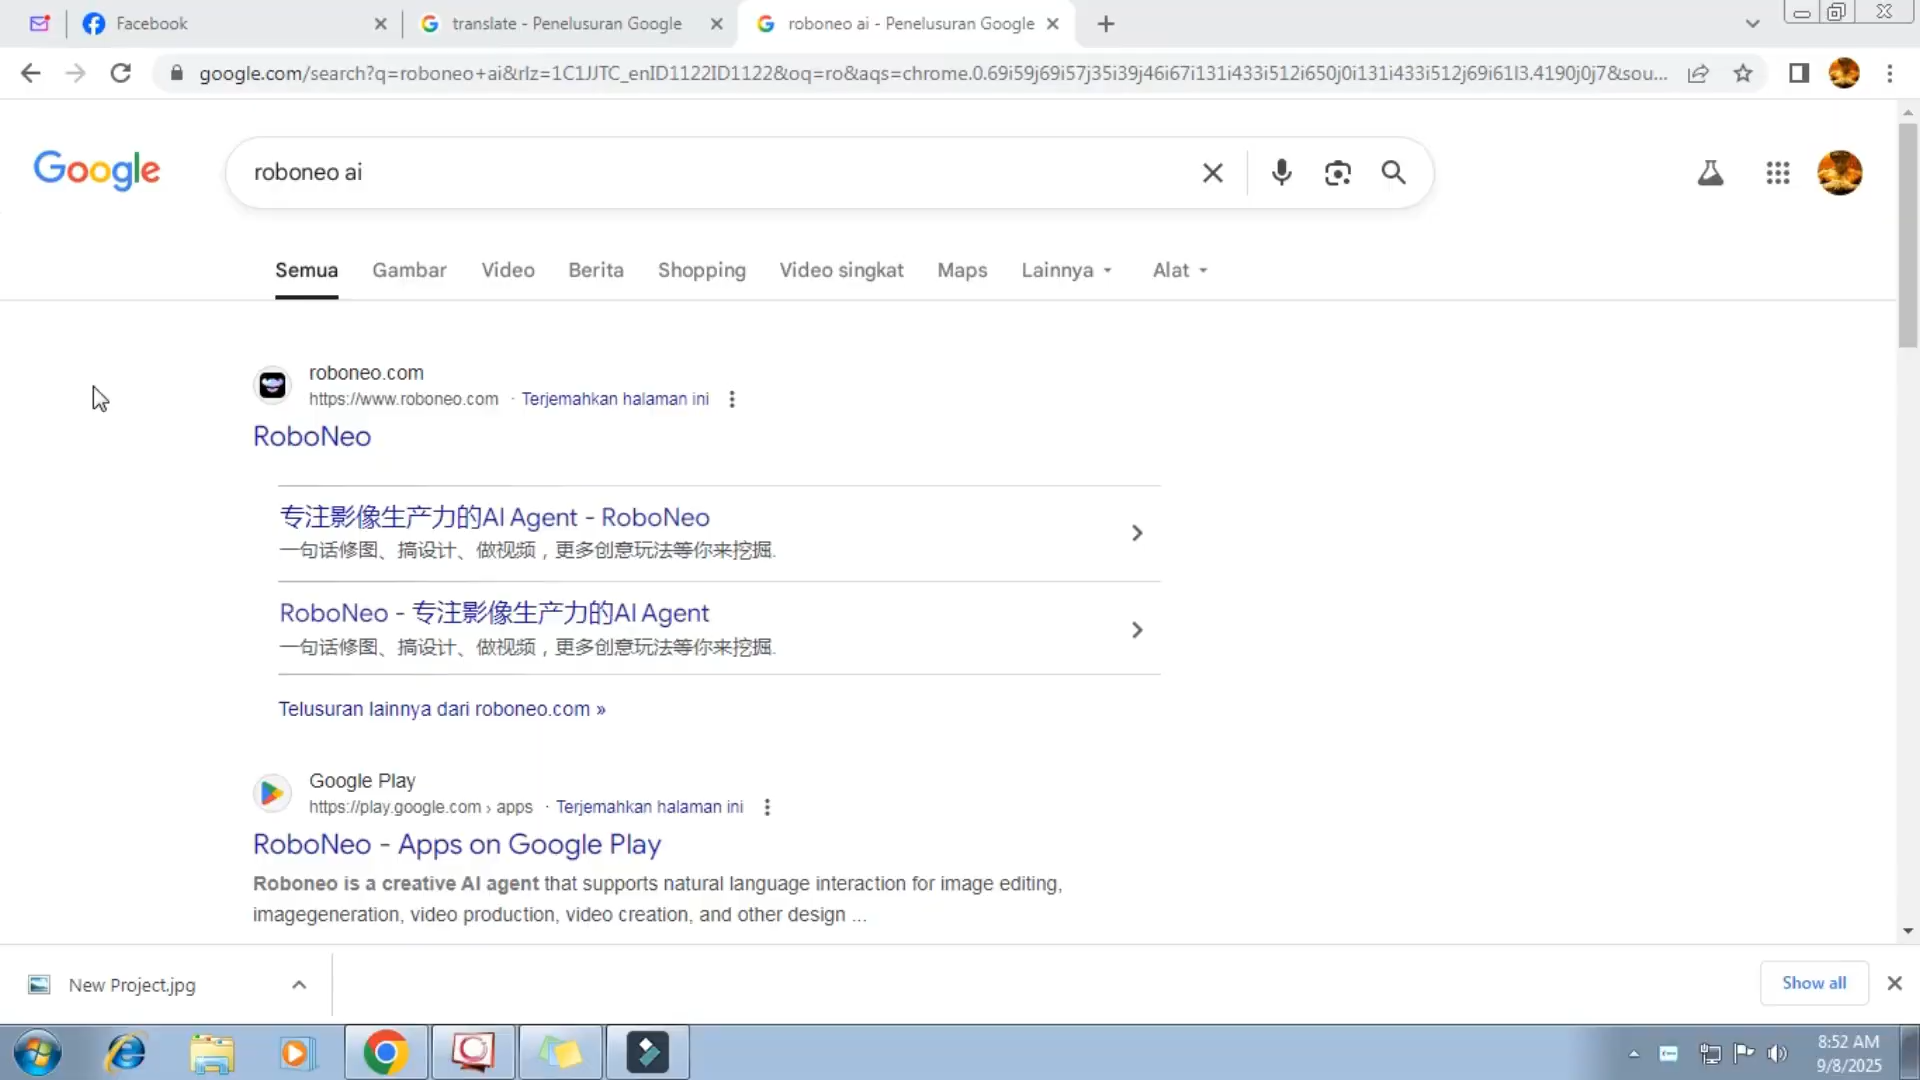 Facebook
translate - Penelusuran Google
roboneo ai - Penelusuran Google
google.com/search?q=roboneo+ai&rlz=1C1JJTC_enID1122ID1122&oq=ro&aqs=chrome.0.69i59j69i57j35i39j46i67i131i433i512i650j0i131i433i512j69i61l3.4190j0j7&sou...
Google
roboneo ai
Semua
Gambar
Video
Berita
Shopping
Video singkat
Maps
Lainnya
Alat
roboneo.com
https://www.roboneo.com · Terjemahkan halaman ini
RoboNeo
专注影像生产力的AI Agent - RoboNeo
一句话修图、搞设计、做视频，更多创意玩法等你来挖掘.
RoboNeo - 专注影像生产力的AI Agent
一句话修图、搞设计、做视频，更多创意玩法等你来挖掘.
Telusuran lainnya dari roboneo.com »
Google Play
https://play.google.com › apps · Terjemahkan halaman ini
RoboNeo - Apps on Google Play
Roboneo is a creative AI agent that supports natural language interaction for image editing,
imagegeneration, video production, video creation, and other design ...
New Project.jpg
Show all
8:52 AM
9/8/2025